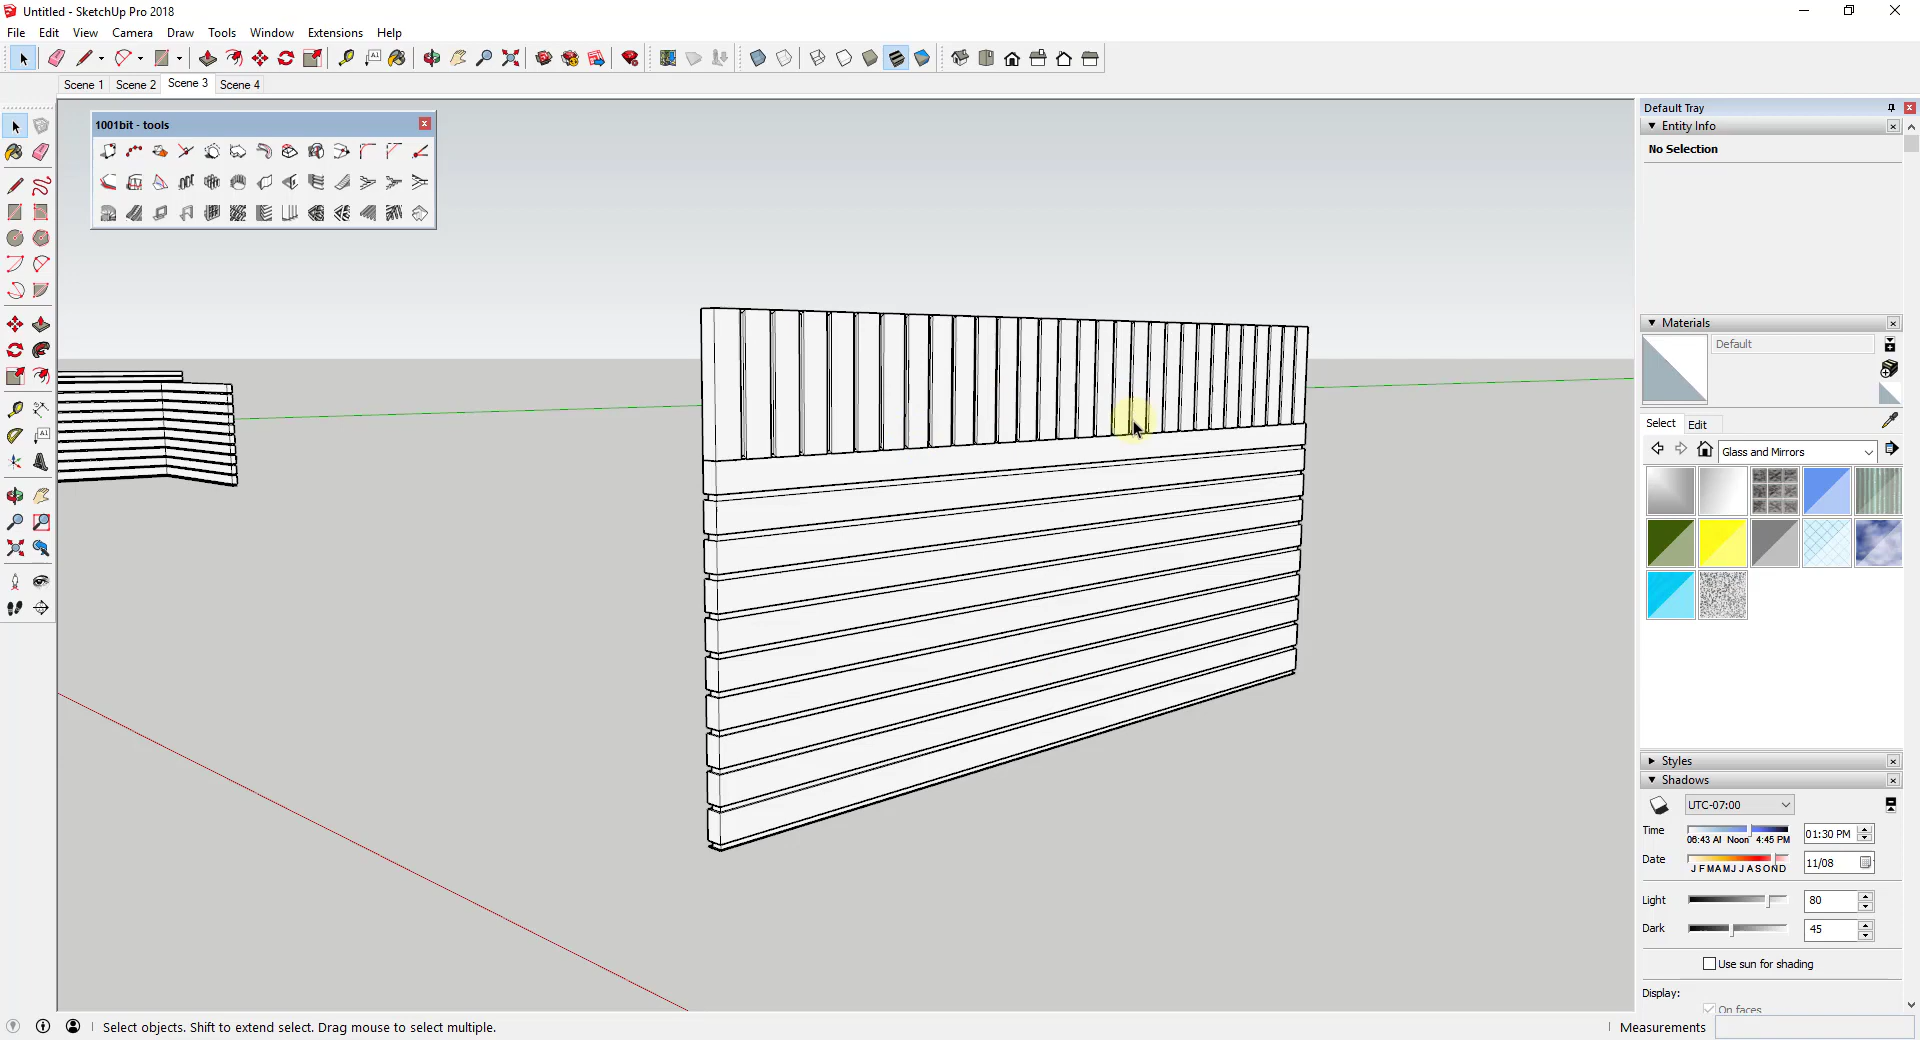 Untitled - SketchUp Pro 2018
File Edit View Camera Draw Tools Window Extensions Help
Scene 1 Scene 2 Scene 3 Scene 4
1001bit - tools
Default Tray
Entity Info
No Selection
Materials
Default
Select Edit
Glass and Mirrors
Styles
Shadows
UTC-07:00
Time 01:30 PM
06:43 AI Noon 4:45 PM
Date 11/08
J F M A M J J A S O N D
Light 80
Dark 45
Use sun for shading
Display:
On faces
Select objects. Shift to extend select. Drag mouse to select multiple.
Measurements